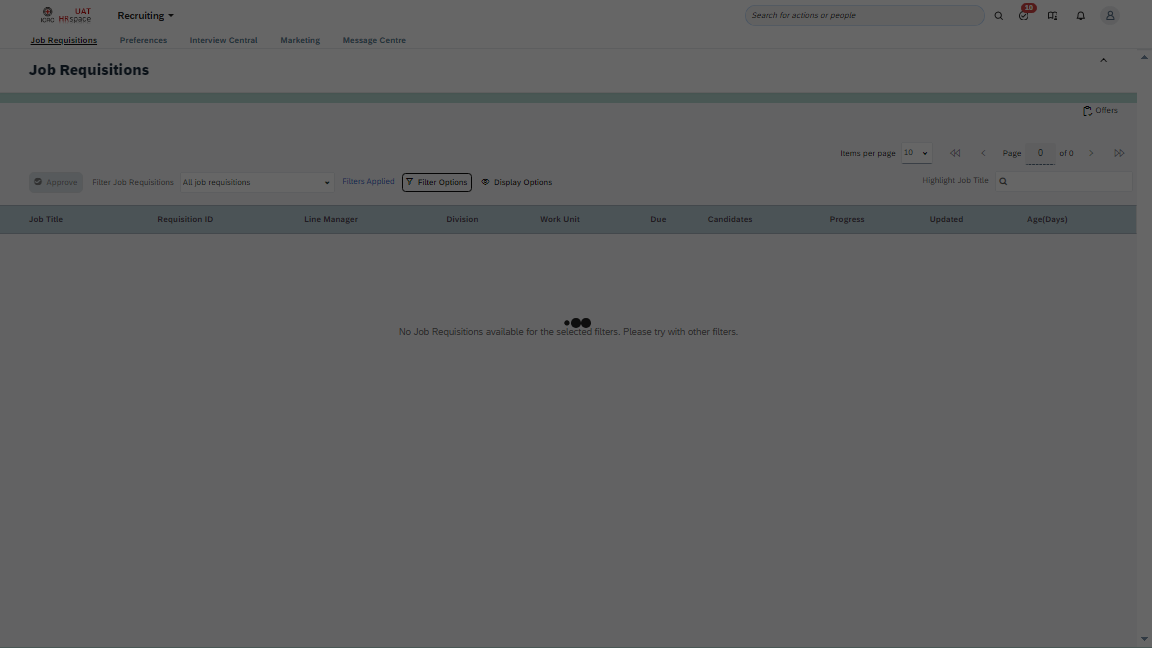 ICRC
UAT
HRspace
Recruiting
Search for actions or people
10
Job Requisitions
Preferences
Interview Central
Marketing
Message Centre
Job Requisitions
Offers
Items per page
10
Page
0
of 0
Approve
Filter Job Requisitions
All job requisitions
Filters Applied
Filter Options
Display Options
Highlight Job Title
Job Title
Requisition ID
Line Manager
Division
Work Unit
Due
Candidates
Progress
Updated
Age(Days)
No Job Requisitions available for the selected filters. Please try with other filters.